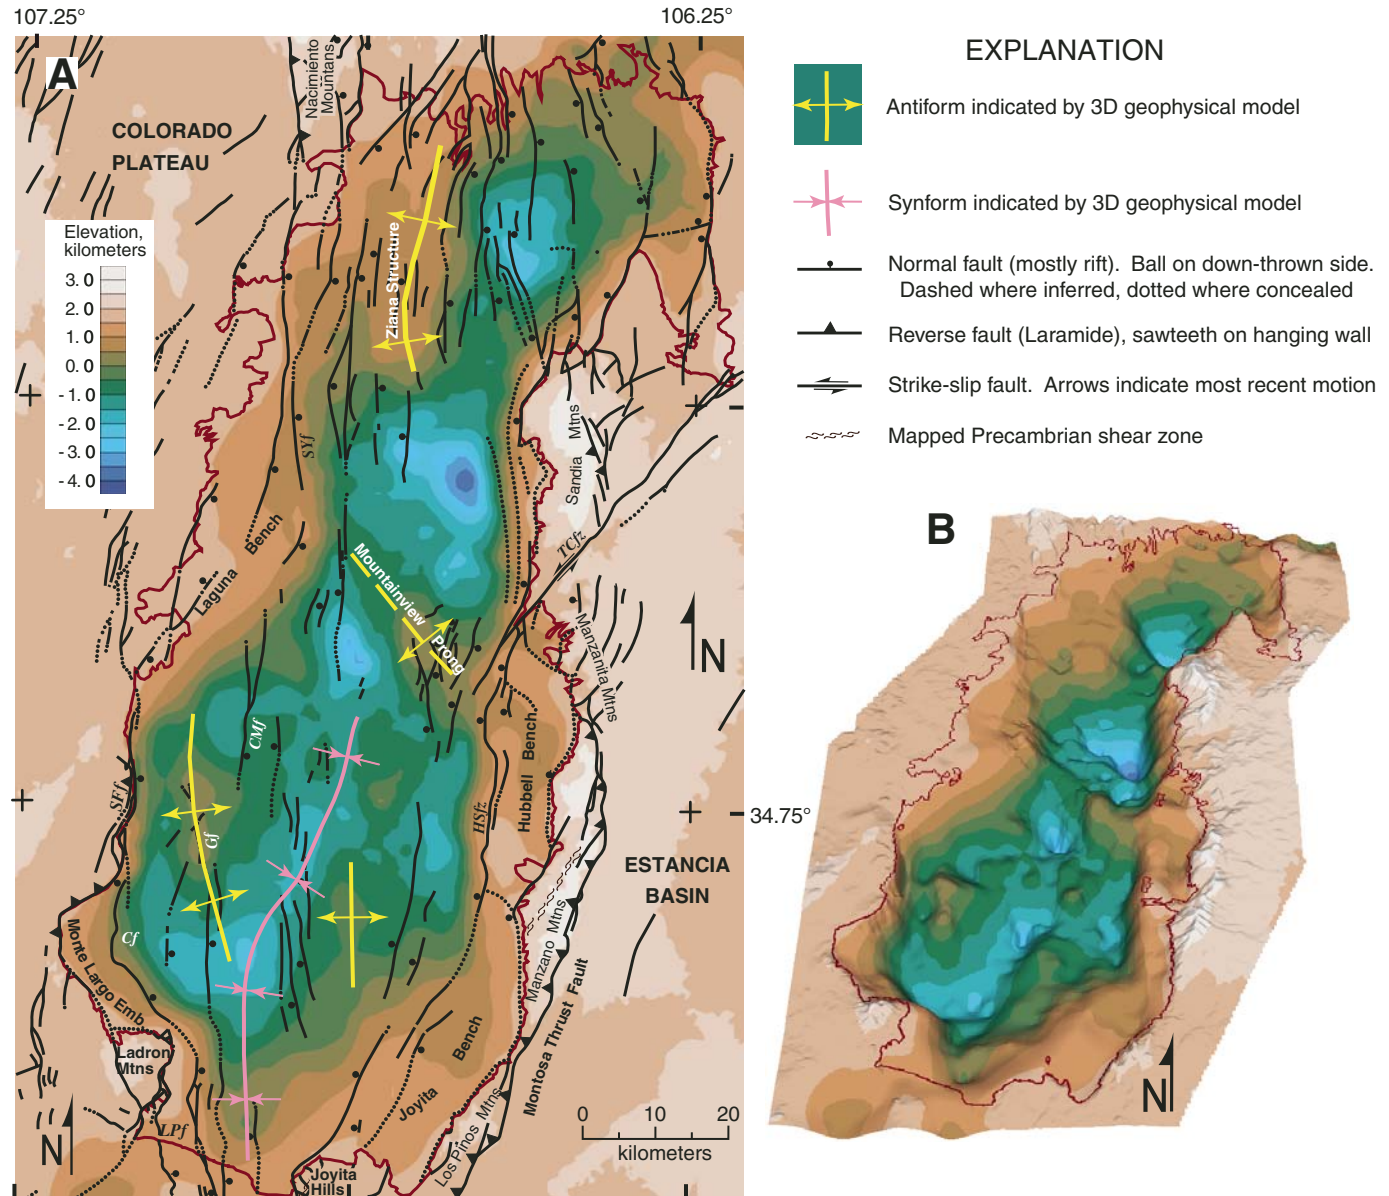 107.25°
106.25°
A
Nacimiento
Mountans
COLORADO
PLATEAU
Elevation,
kilometers
3. 0
2. 0
1. 0
0. 0
- 1. 0
- 2. 0
- 3. 0
- 4. 0
Ziana Structure
SYf
Sandia Mtns
TCfz
Bench
Laguna
Mountainview Prong
Manzanita Mtns
N
CMf
SFf
Gf
HSfz
Hubbell Bench
34.75°
ESTANCIA
BASIN
Cf
Monte Largo Emb
Manzano Mtns
Montosa Thrust Fault
Ladron
Mtns
LPf
Joyita
Bench
Los Pinos Mtns
Joyita
Hills
N
0 10 20
kilometers
EXPLANATION
Antiform indicated by 3D geophysical model
Synform indicated by 3D geophysical model
Normal fault (mostly rift). Ball on down-thrown side.
Dashed where inferred, dotted where concealed
Reverse fault (Laramide), sawteeth on hanging wall
Strike-slip fault. Arrows indicate most recent motion
Mapped Precambrian shear zone
B
N